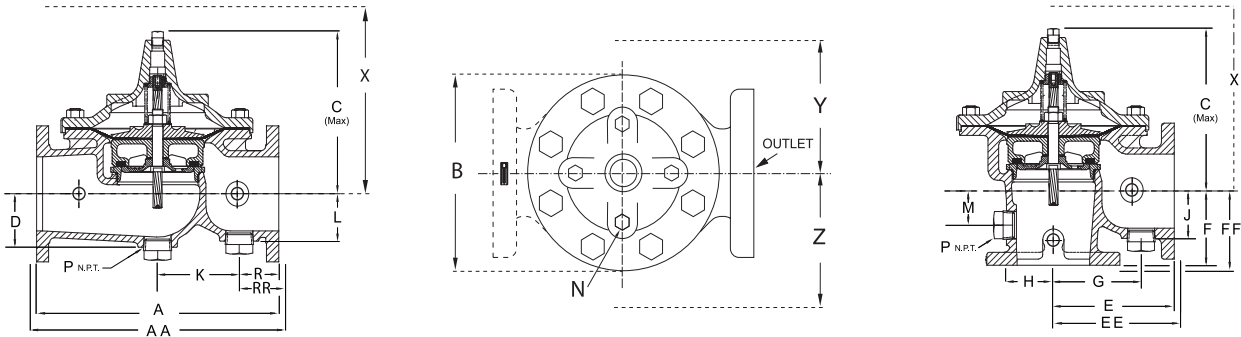 X
C
(Max)
D
L
P N.P.T.
K
R
RR
A
AA
B
Y
OUTLET
Z
N
X
C
(Max)
M
J
F
FF
P N.P.T.
H
G
E
EE